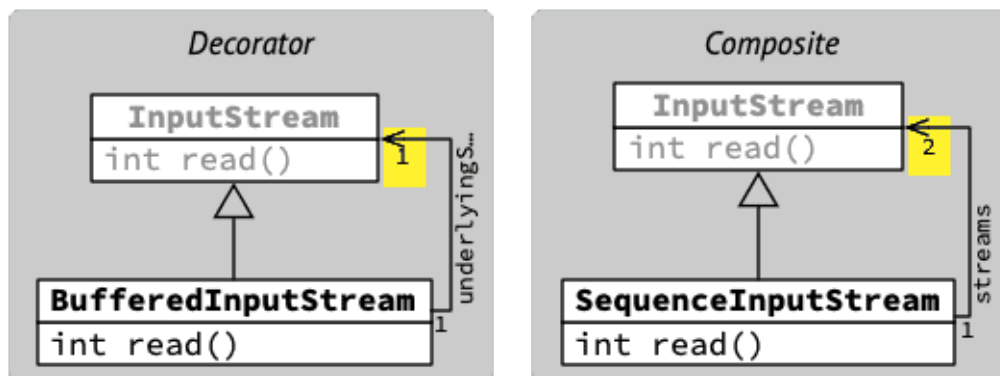 Decorator
InputStream
int read()
1
underlyingS…
BufferedInputStream
1
int read()
Composite
InputStream
int read()
2
streams
SequenceInputStream
1
int read()